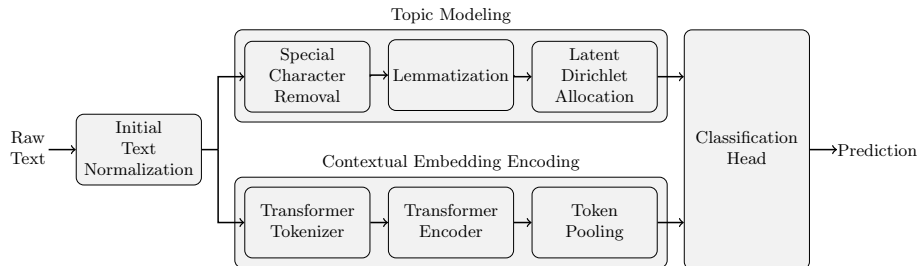 Topic Modeling
Special
Character
Removal
Lemmatization
Latent
Dirichlet
Allocation
Raw
Text
Initial
Text
Normalization
Classification
Head
Prediction
Contextual Embedding Encoding
Transformer
Tokenizer
Transformer
Encoder
Token
Pooling